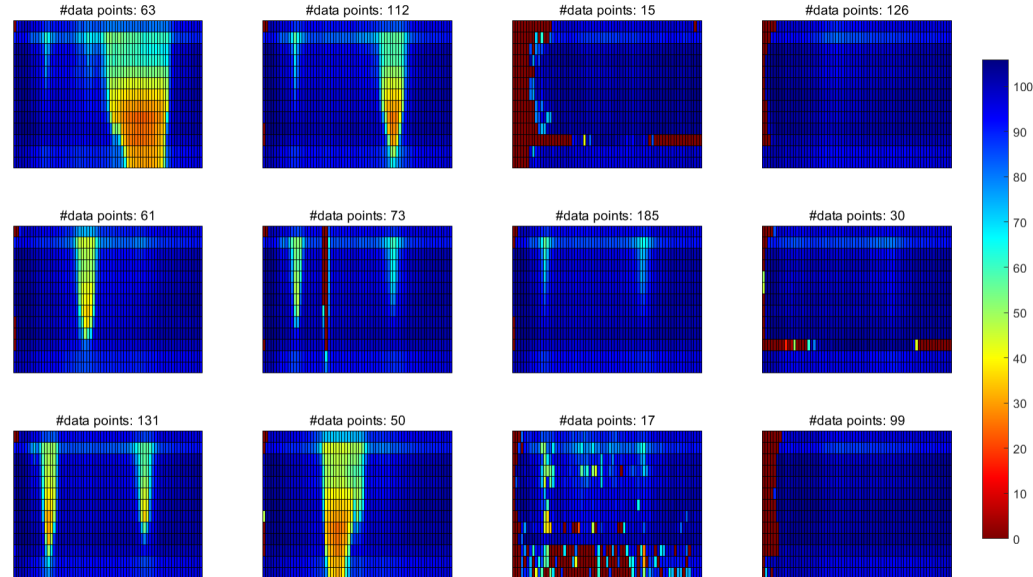 #data points: 63
#data points: 112
#data points: 15
#data points: 126
#data points: 61
#data points: 73
#data points: 185
#data points: 30
#data points: 131
#data points: 50
#data points: 17
#data points: 99
100
90
80
70
60
50
40
30
20
10
0